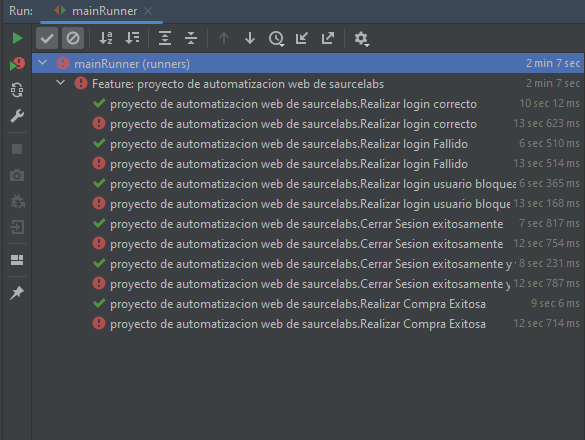 Run: mainRunner
mainRunner (runners) 2 min 7 sec
Feature: proyecto de automatizacion web de saurcelabs 2 min 7 sec
proyecto de automatizacion web de saurcelabs.Realizar login correcto 10 sec 12 ms
proyecto de automatizacion web de saurcelabs.Realizar login correcto 13 sec 623 ms
proyecto de automatizacion web de saurcelabs.Realizar login Fallido 6 sec 510 ms
proyecto de automatizacion web de saurcelabs.Realizar login Fallido 13 sec 514 ms
proyecto de automatizacion web de saurcelabs.Realizar login usuario bloquea 6 sec 365 ms
proyecto de automatizacion web de saurcelabs.Realizar login usuario bloque 13 sec 168 ms
proyecto de automatizacion web de saurcelabs.Cerrar Sesion exitosamente 7 sec 817 ms
proyecto de automatizacion web de saurcelabs.Cerrar Sesion exitosamente 12 sec 754 ms
proyecto de automatizacion web de saurcelabs.Cerrar Sesion exitosamente y 8 sec 231 ms
proyecto de automatizacion web de saurcelabs.Cerrar Sesion exitosamente y 12 sec 787 ms
proyecto de automatizacion web de saurcelabs.Realizar Compra Exitosa 9 sec 6 ms
proyecto de automatizacion web de saurcelabs.Realizar Compra Exitosa 12 sec 714 ms